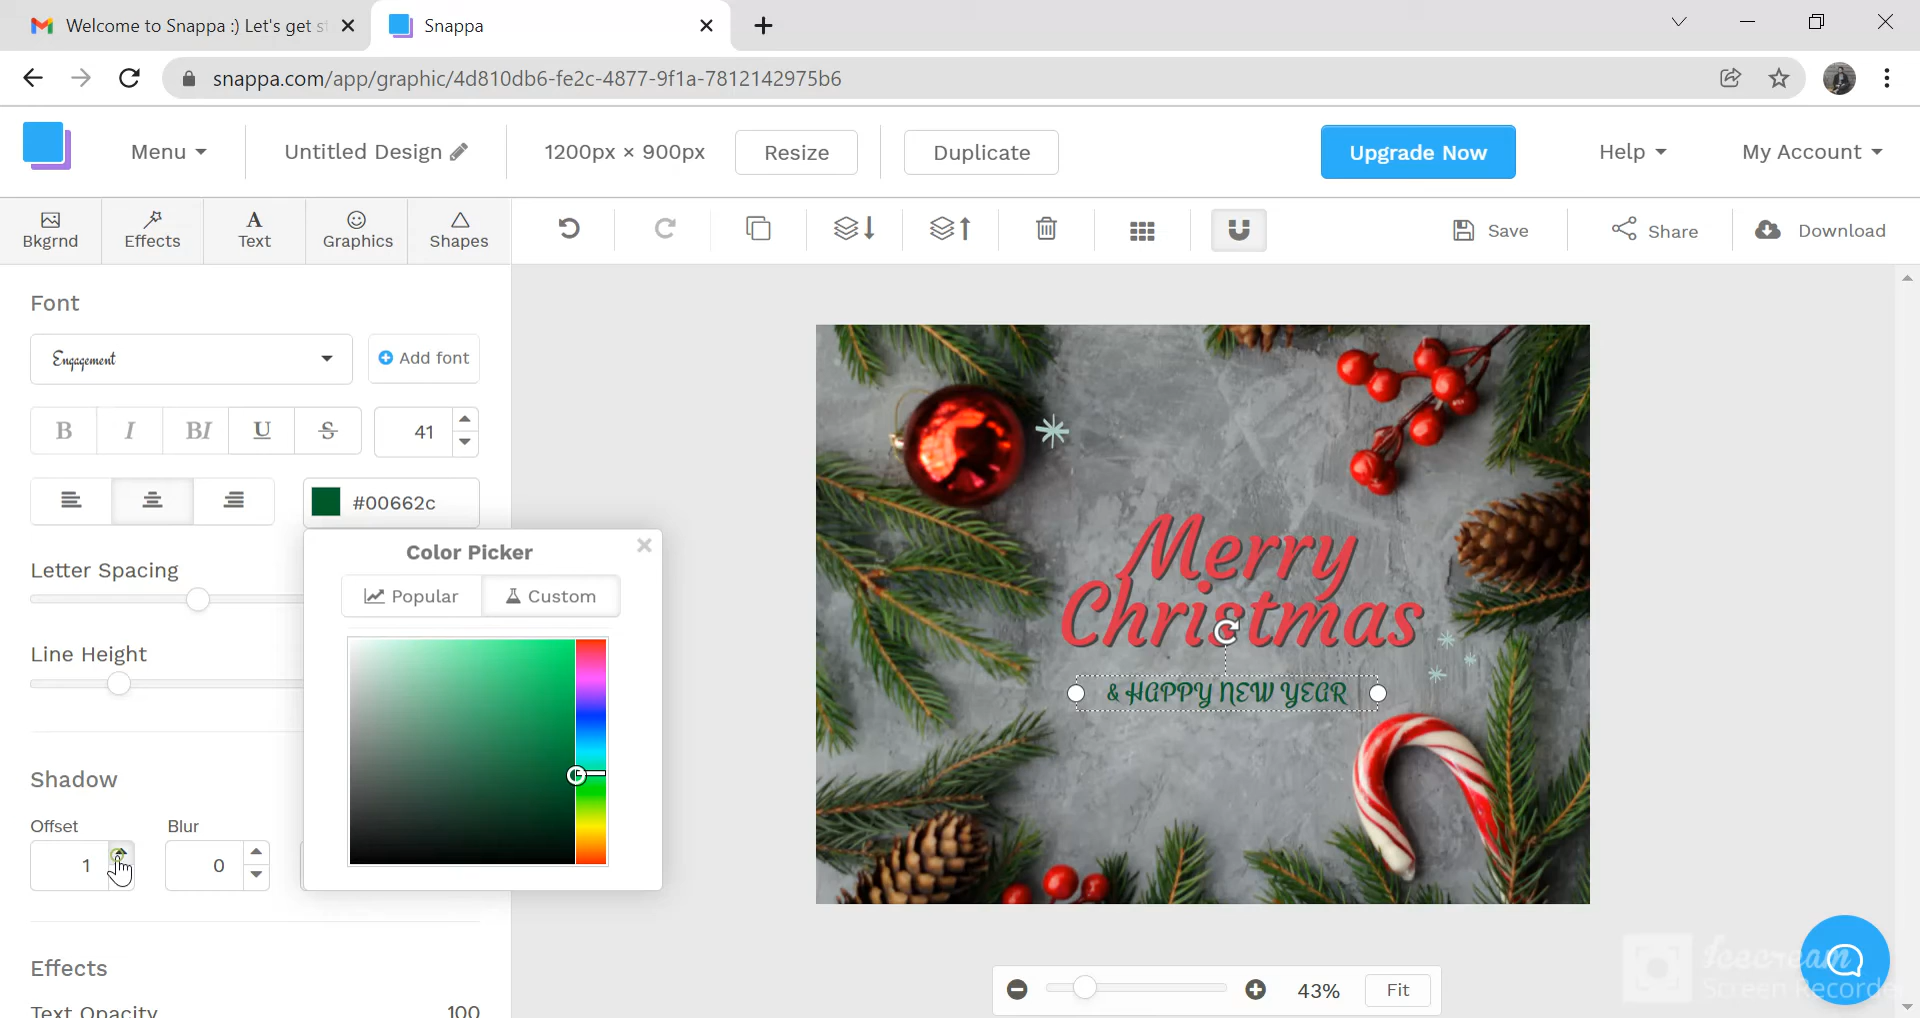 Welcome to Snappa :) Let's get st
Snappa
snappa.com/app/graphic/4d810db6-fe2c-4877-9f1a-7812142975b6
Menu
Untitled Design
1200px × 900px
Resize
Duplicate
Upgrade Now
Help
My Account
Bkgrnd
Effects
Text
Graphics
Shapes
Save
Share
Download
Font
Engagement
Add font
B I BI U S 41
#00662c
Color Picker
Popular
Custom
Letter Spacing
Line Height
Shadow
Offset
Blur
1
0
Effects
Text Opacity
100
Merry
Christmas
& HAPPY NEW YEAR
43%
Fit
Icecream
Screen Recorder